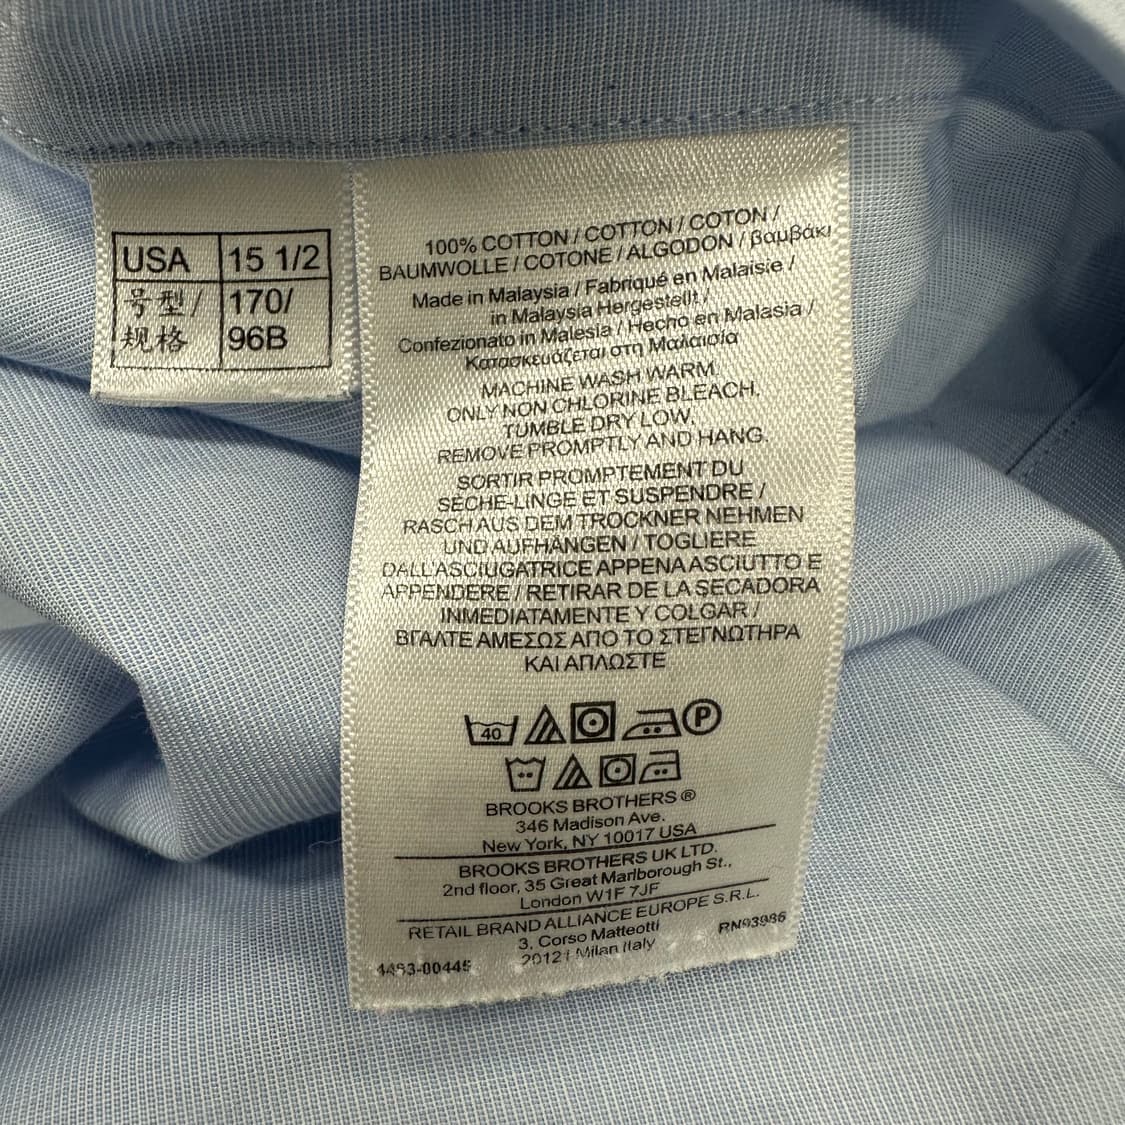 USA 15 1/2
号型/ 170/
规格 96B
100% COTTON / COTTON / COTON /
BAUMWOLLE / COTONE / ALGODON / βαμβάκι
Made in Malaysia / Fabriqué en Malaisie /
in Malaysia Hergestellt /
Confezionato in Malesia / Hecho en Malasia /
Κατασκευάζεται στη Μαλαισία
MACHINE WASH WARM.
ONLY NON CHLORINE BLEACH.
TUMBLE DRY LOW.
REMOVE PROMPTLY AND HANG.
SORTIR PROMPTEMENT DU
SÈCHE-LINGE ET SUSPENDRE /
RASCH AUS DEM TROCKNER NEHMEN
UND AUFHÄNGEN / TOGLIERE
DALL'ASCIUGATRICE APPENA ASCIUTTO E
APPENDERE / RETIRAR DE LA SECADORA
INMEDIATAMENTE Y COLGAR /
ΒΓΑΛΤΕ ΑΜΕΣΩΣ ΑΠΟ ΤΟ ΣΤΕΓΝΩΤΗΡΑ
ΚΑΙ ΑΠΛΩΣΤΕ
40 P
BROOKS BROTHERS ®
346 Madison Ave.
New York, NY 10017 USA
BROOKS BROTHERS UK LTD.
2nd floor, 35 Great Marlborough St.,
London W1F 7JF
RETAIL BRAND ALLIANCE EUROPE S.R.L.
3, Corso Matteotti RN93986
20121 Milan Italy
4483-00445